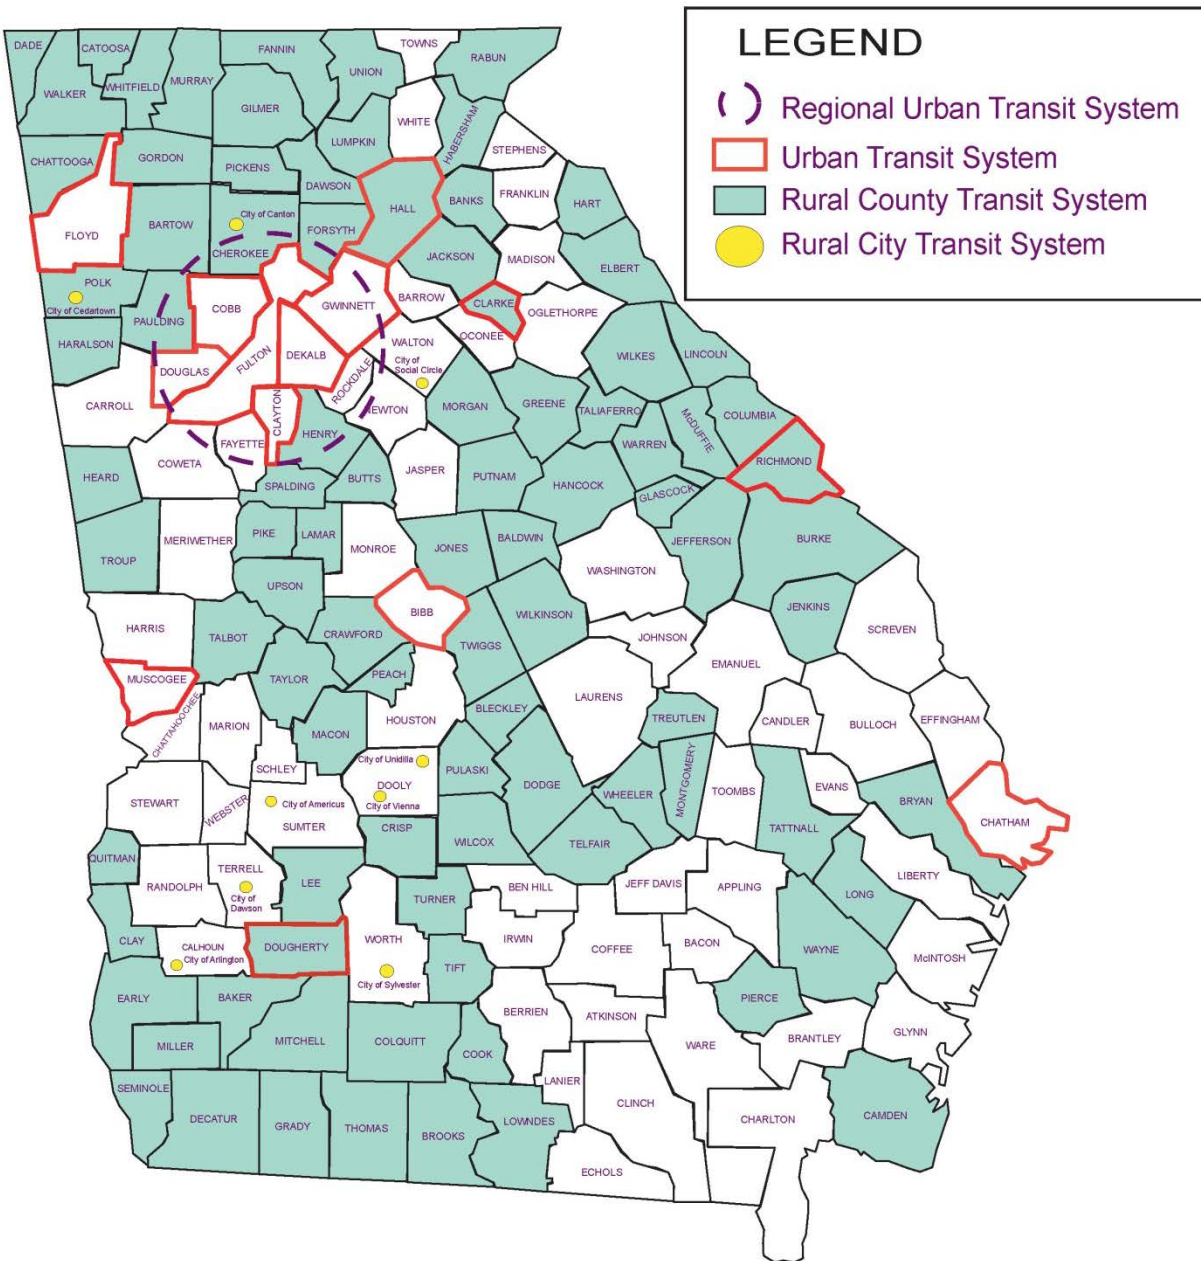 LEGEND
Regional Urban Transit System
Urban Transit System
Rural County Transit System
Rural City Transit System
DADE
CATOOSA
WALKER
WHITFIELD
MURRAY
FANNIN
GILMER
UNION
TOWNS
RABUN
WHITE
HABERSHAM
LUMPKIN
STEPHENS
CHATTOOGA
GORDON
PICKENS
DAWSON
HALL
BANKS
FRANKLIN
HART
FLOYD
BARTOW
City of Canton
CHEROKEE
FORSYTH
JACKSON
MADISON
ELBERT
POLK
City of Cedartown
PAULDING
COBB
GWINNETT
BARROW
CLARKE
OGLETHORPE
OCONEE
HARALSON
DOUGLAS
FULTON
DEKALB
ROCKDALE
WALTON
City of
Social Circle
WILKES
LINCOLN
CARROLL
CLAYTON
HENRY
NEWTON
MORGAN
GREENE
TALIAFERRO
McDUFFIE
COLUMBIA
FAYETTE
COWETA
HEARD
SPALDING
BUTTS
JASPER
PUTNAM
HANCOCK
WARREN
GLASCOCK
RICHMOND
TROUP
MERIWETHER
PIKE
LAMAR
MONROE
JONES
BALDWIN
WASHINGTON
JEFFERSON
BURKE
UPSON
BIBB
WILKINSON
JENKINS
SCREVEN
HARRIS
TALBOT
CRAWFORD
TWIGGS
JOHNSON
EMANUEL
MUSCOGEE
CHATTAHOOCHEE
TAYLOR
PEACH
HOUSTON
BLECKLEY
LAURENS
TREUTLEN
CANDLER
BULLOCH
EFFINGHAM
MARION
MACON
SCHLEY
City of Unidilla
DOOLY
City of Vienna
PULASKI
DODGE
WHEELER
MONTGOMERY
TOOMBS
EVANS
BRYAN
CHATHAM
STEWART
WEBSTER
City of Americus
SUMTER
CRISP
WILCOX
TELFAIR
TATTNALL
LIBERTY
QUITMAN
RANDOLPH
TERRELL
City of
Dawson
LEE
TURNER
BEN HILL
JEFF DAVIS
APPLING
LONG
CLAY
CALHOUN
City of Arlington
DOUGHERTY
WORTH
City of Sylvester
TIFT
IRWIN
COFFEE
BACON
WAYNE
McINTOSH
EARLY
BAKER
MITCHELL
COLQUITT
COOK
BERRIEN
ATKINSON
PIERCE
WARE
BRANTLEY
GLYNN
MILLER
LANIER
CLINCH
SEMINOLE
DECATUR
GRADY
THOMAS
BROOKS
LOWNDES
ECHOLS
CHARLTON
CAMDEN